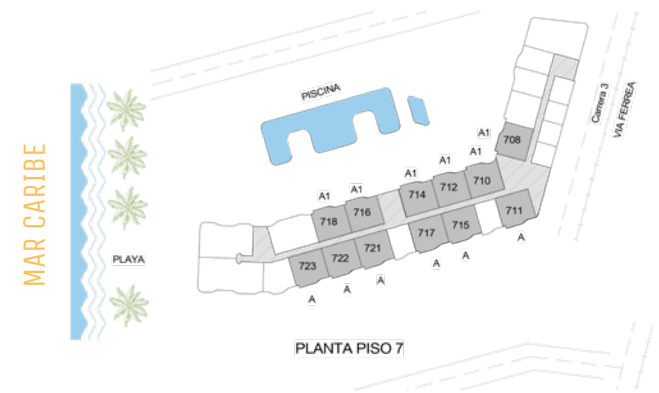 MAR CARIBE
PLAYA
PISCINA
Carrera 3
VIA FERREA
A1
708
A1
710
A1
712
A1
714
A1
716
A1
718
711
A
715
A
717
A
721
A
722
A
723
A
PLANTA PISO 7